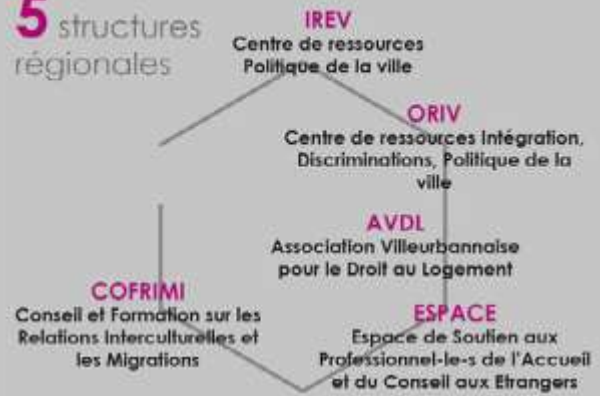 5 structures
régionales
IREV
Centre de ressources
Politique de la ville
ORIV
Centre de ressources Intégration,
Discriminations, Politique de la
ville
AVDL
Association Villeurbannaise
pour le Droit au Logement
COFRIMI
Conseil et Formation sur les
Relations Interculturelles et
les Migrations
ESPACE
Espace de Soutien aux
Professionnel-le-s de l'Accueil
et du Conseil aux Etrangers